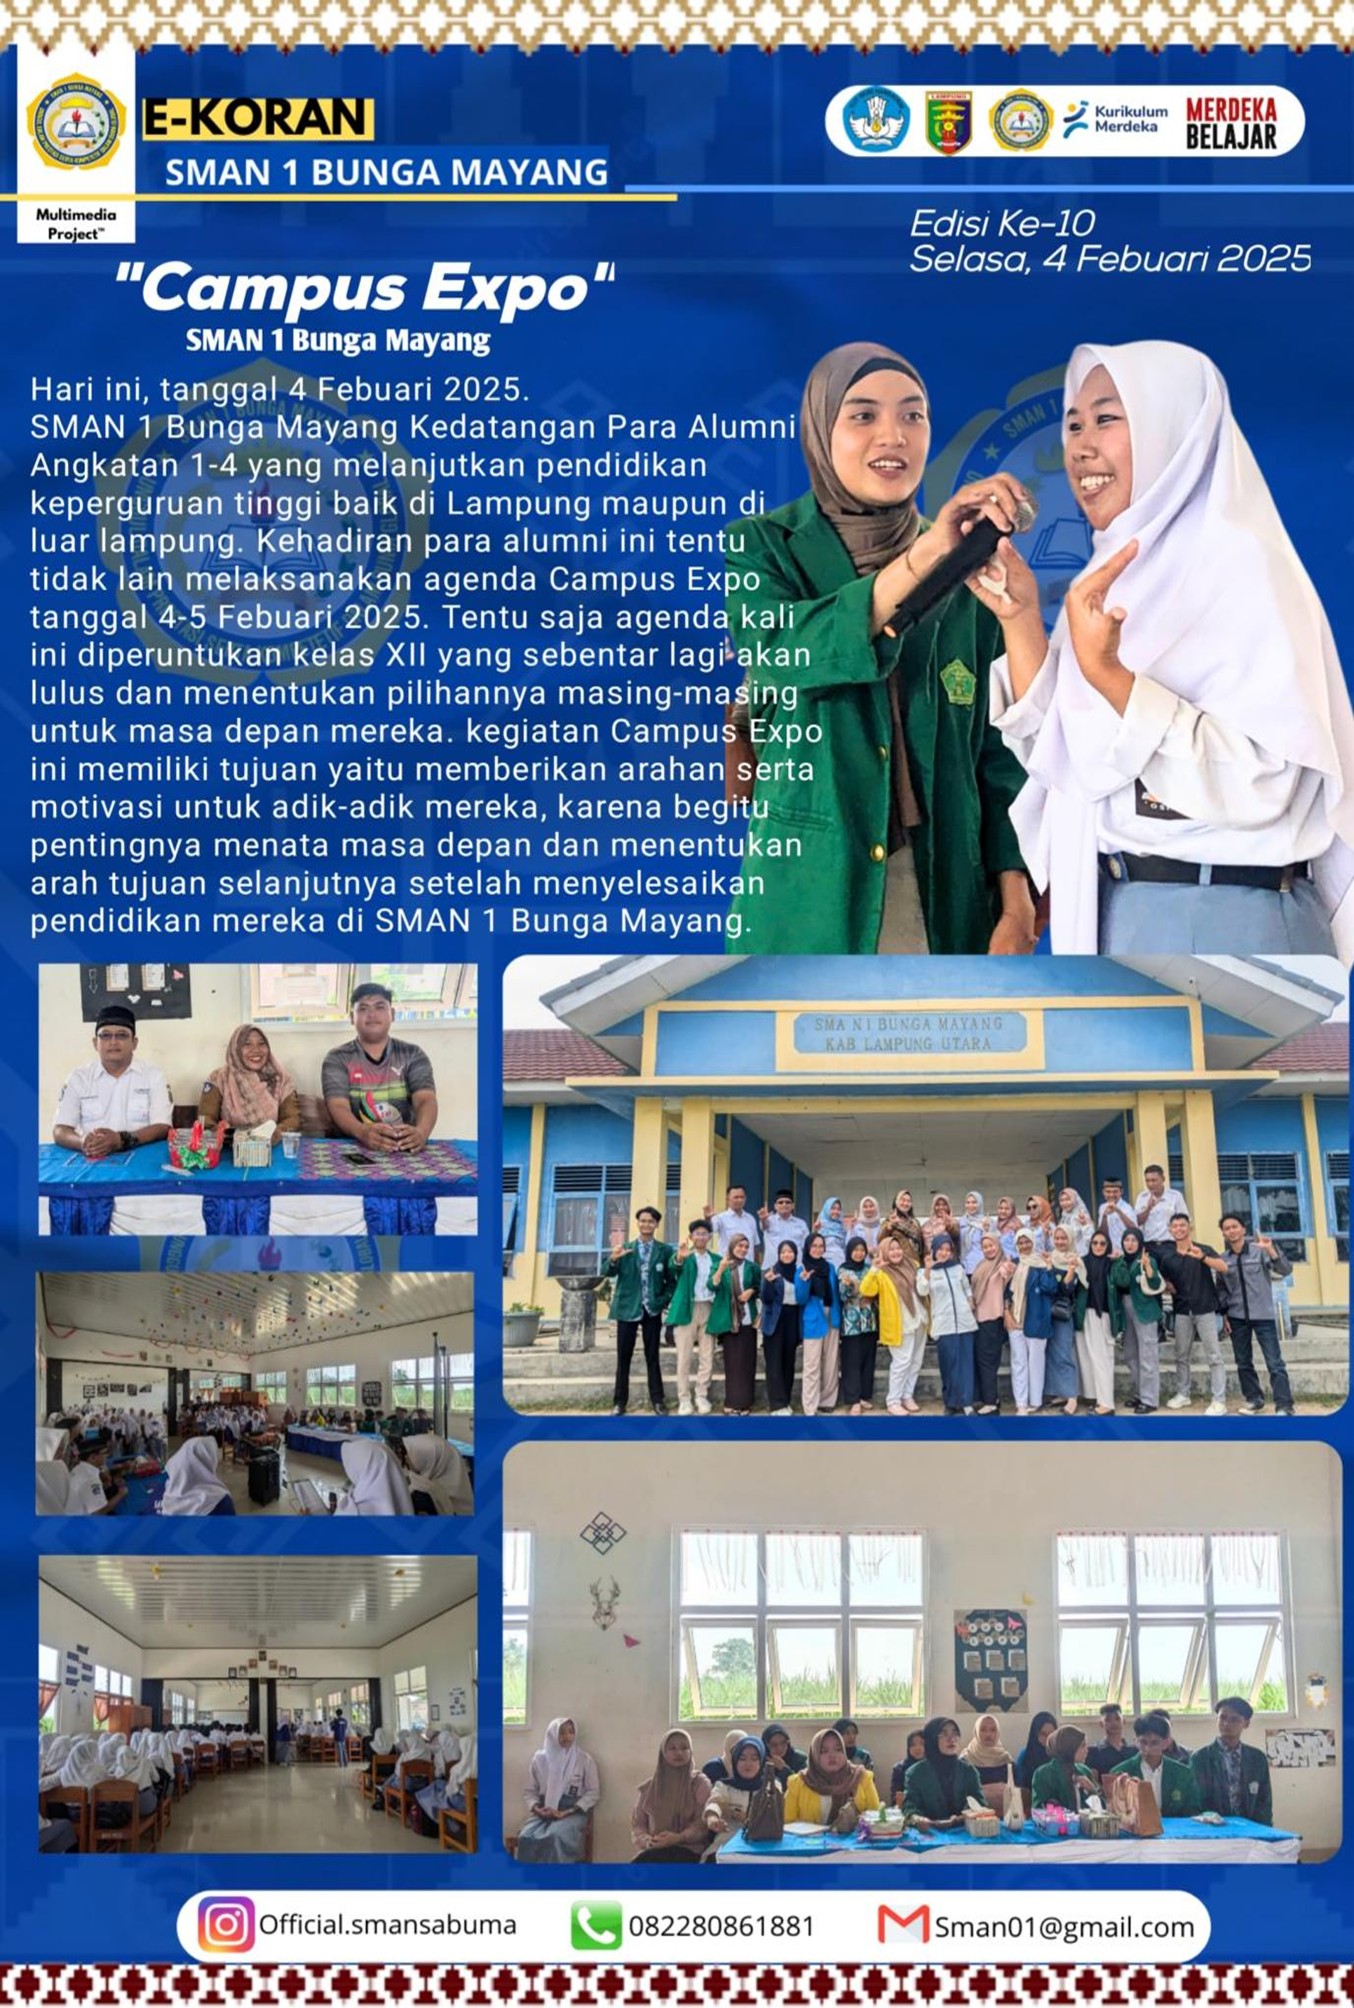 E-KORAN
SMAN 1 BUNGA MAYANG
Multimedia
Project™
LAMPUNG
Kurikulum
Merdeka
MERDEKA
BELAJAR
Edisi Ke-10
Selasa, 4 Febuari 2025
"Campus Expo"
SMAN 1 Bunga Mayang
Hari ini, tanggal 4 Febuari 2025.
SMAN 1 Bunga Mayang Kedatangan Para Alumni
Angkatan 1-4 yang melanjutkan pendidikan
keperguruan tinggi baik di Lampung maupun di
luar lampung. Kehadiran para alumni ini tentu
tidak lain melaksanakan agenda Campus Expo
tanggal 4-5 Febuari 2025. Tentu saja agenda kali
ini diperuntukan kelas XII yang sebentar lagi akan
lulus dan menentukan pilihannya masing-masing
untuk masa depan mereka. kegiatan Campus Expo
ini memiliki tujuan yaitu memberikan arahan serta
motivasi untuk adik-adik mereka, karena begitu
pentingnya menata masa depan dan menentukan
arah tujuan selanjutnya setelah menyelesaikan
pendidikan mereka di SMAN 1 Bunga Mayang.
SMA N 1 BUNGA MAYANG
KAB LAMPUNG UTARA
Official.smansabuma
082280861881
Sman01@gmail.com